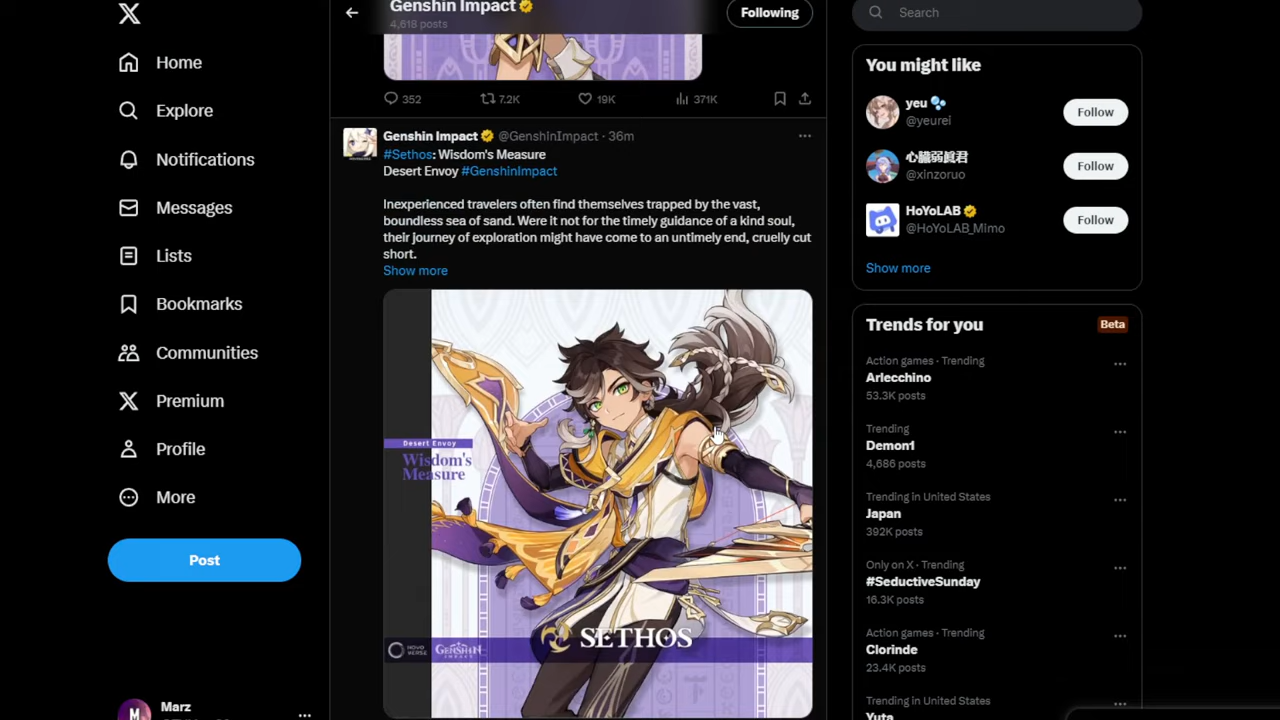 Home
Explore
Notifications
Messages
Lists
Bookmarks
Communities
Premium
Profile
More
Post
Marz
M
Genshin Impact
4,618 posts
Following
352
7.2K
19K
371K
Genshin Impact @GenshinImpact · 36m
#Sethos: Wisdom's Measure
Desert Envoy #GenshinImpact
Inexperienced travelers often find themselves trapped by the vast,
boundless sea of sand. Were it not for the timely guidance of a kind soul,
their journey of exploration might have come to an untimely end, cruelly cut
short.
Show more
Desert Envoy
Wisdom's
Measure
SETHOS
HOYO
VERSE
GENSHIN
IMPACT
Search
You might like
yeu
@yeurei
Follow
@xinzoruo
Follow
HoYoLAB
@HoYoLAB_Mimo
Follow
Show more
Trends for you
Beta
Action games · Trending
Arlecchino
53.3K posts
Trending
Demon1
4,686 posts
Trending in United States
Japan
392K posts
Only on X · Trending
#SeductiveSunday
16.3K posts
Action games · Trending
Clorinde
23.4K posts
Trending in United States
Yuta